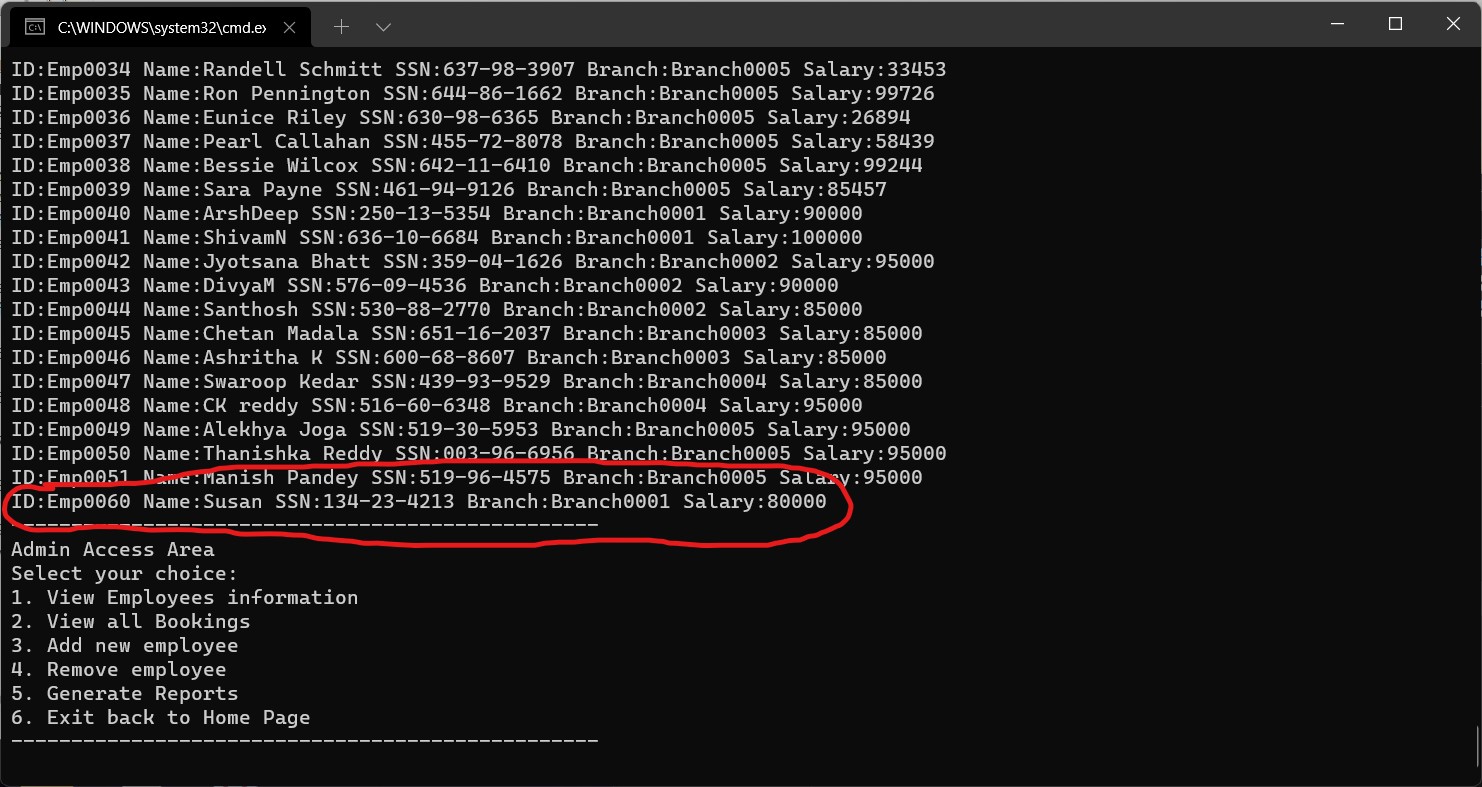 C:\WINDOWS\system32\cmd.ex
ID:Emp0034 Name:Randell Schmitt SSN:637-98-3907 Branch:Branch0005 Salary:33453
ID:Emp0035 Name:Ron Pennington SSN:644-86-1662 Branch:Branch0005 Salary:99726
ID:Emp0036 Name:Eunice Riley SSN:630-98-6365 Branch:Branch0005 Salary:26894
ID:Emp0037 Name:Pearl Callahan SSN:455-72-8078 Branch:Branch0005 Salary:58439
ID:Emp0038 Name:Bessie Wilcox SSN:642-11-6410 Branch:Branch0005 Salary:99244
ID:Emp0039 Name:Sara Payne SSN:461-94-9126 Branch:Branch0005 Salary:85457
ID:Emp0040 Name:ArshDeep SSN:250-13-5354 Branch:Branch0001 Salary:90000
ID:Emp0041 Name:ShivamN SSN:636-10-6684 Branch:Branch0001 Salary:100000
ID:Emp0042 Name:Jyotsana Bhatt SSN:359-04-1626 Branch:Branch0002 Salary:95000
ID:Emp0043 Name:DivyaM SSN:576-09-4536 Branch:Branch0002 Salary:90000
ID:Emp0044 Name:Santhosh SSN:530-88-2770 Branch:Branch0002 Salary:85000
ID:Emp0045 Name:Chetan Madala SSN:651-16-2037 Branch:Branch0003 Salary:85000
ID:Emp0046 Name:Ashritha K SSN:600-68-8607 Branch:Branch0003 Salary:85000
ID:Emp0047 Name:Swaroop Kedar SSN:439-93-9529 Branch:Branch0004 Salary:85000
ID:Emp0048 Name:CK reddy SSN:516-60-6348 Branch:Branch0004 Salary:95000
ID:Emp0049 Name:Alekhya Joga SSN:519-30-5953 Branch:Branch0005 Salary:95000
ID:Emp0050 Name:Thanishka Reddy SSN:003-96-6956 Branch:Branch0005 Salary:95000
ID:Emp0051 Name:Manish Pandey SSN:519-96-4575 Branch:Branch0005 Salary:95000
ID:Emp0060 Name:Susan SSN:134-23-4213 Branch:Branch0001 Salary:80000
-------------------------------------------------
Admin Access Area
Select your choice:
1. View Employees information
2. View all Bookings
3. Add new employee
4. Remove employee
5. Generate Reports
6. Exit back to Home Page
-------------------------------------------------